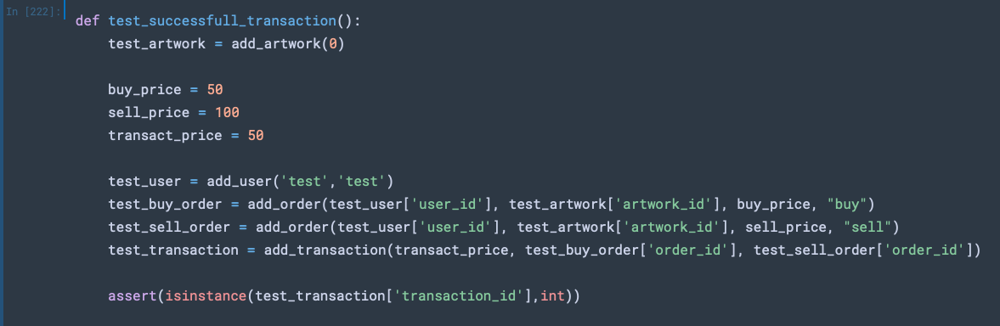 In [222]:
def test_successfull_transaction():
    test_artwork = add_artwork(0)
    buy_price = 50
    sell_price = 100
    transact_price = 50
    test_user = add_user('test','test')
    test_buy_order = add_order(test_user['user_id'], test_artwork['artwork_id'], buy_price, "buy")
    test_sell_order = add_order(test_user['user_id'], test_artwork['artwork_id'], sell_price, "sell")
    test_transaction = add_transaction(transact_price, test_buy_order['order_id'], test_sell_order['order_id'])
    assert(isinstance(test_transaction['transaction_id'],int))